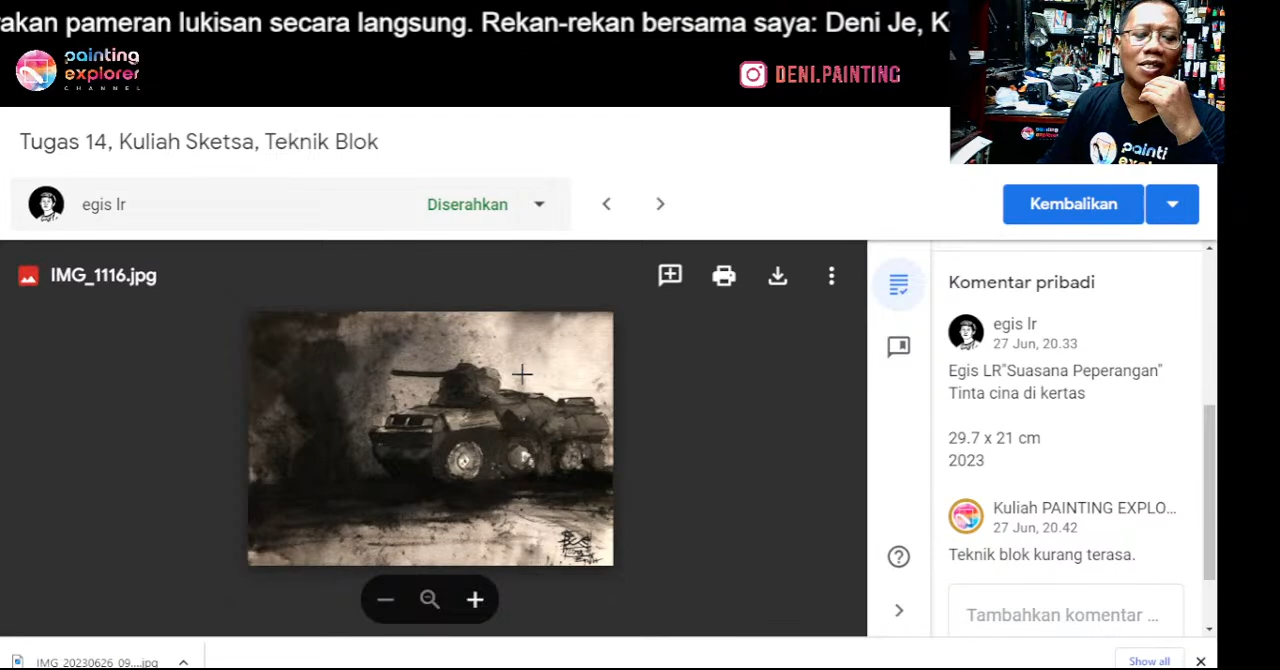 akan pameran lukisan secara langsung. Rekan-rekan bersama saya: Deni Je, K
painting
explorer
CHANNEL
DENI.PAINTING
painti
Tugas 14, Kuliah Sketsa, Teknik Blok
egis lr
Diserahkan
Kembalikan
IMG_1116.jpg
Komentar pribadi
egis lr
27 Jun, 20.33
Egis LR"Suasana Peperangan"
Tinta cina di kertas
29.7 x 21 cm
2023
Kuliah PAINTING EXPLO...
27 Jun, 20.42
Teknik blok kurang terasa.
Tambahkan komentar ...
IMG_20230626_09....jpg
Show all